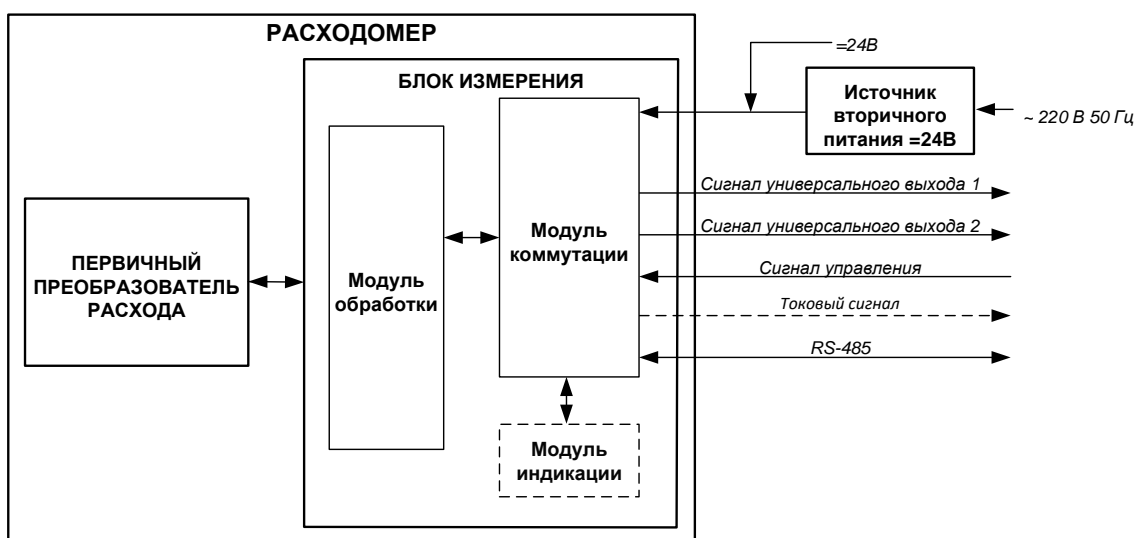 РАСХОДОМЕР
=24В
БЛОК ИЗМЕРЕНИЯ
Источник
вторичного
питания =24В
~ 220 В 50 Гц
Сигнал универсального выхода 1
Модуль
коммутации
Сигнал универсального выхода 2
ПЕРВИЧНЫЙ
ПРЕОБРАЗОВАТЕЛЬ
РАСХОДА
Модуль
обработки
Сигнал управления
Токовый сигнал
RS-485
Модуль
индикации